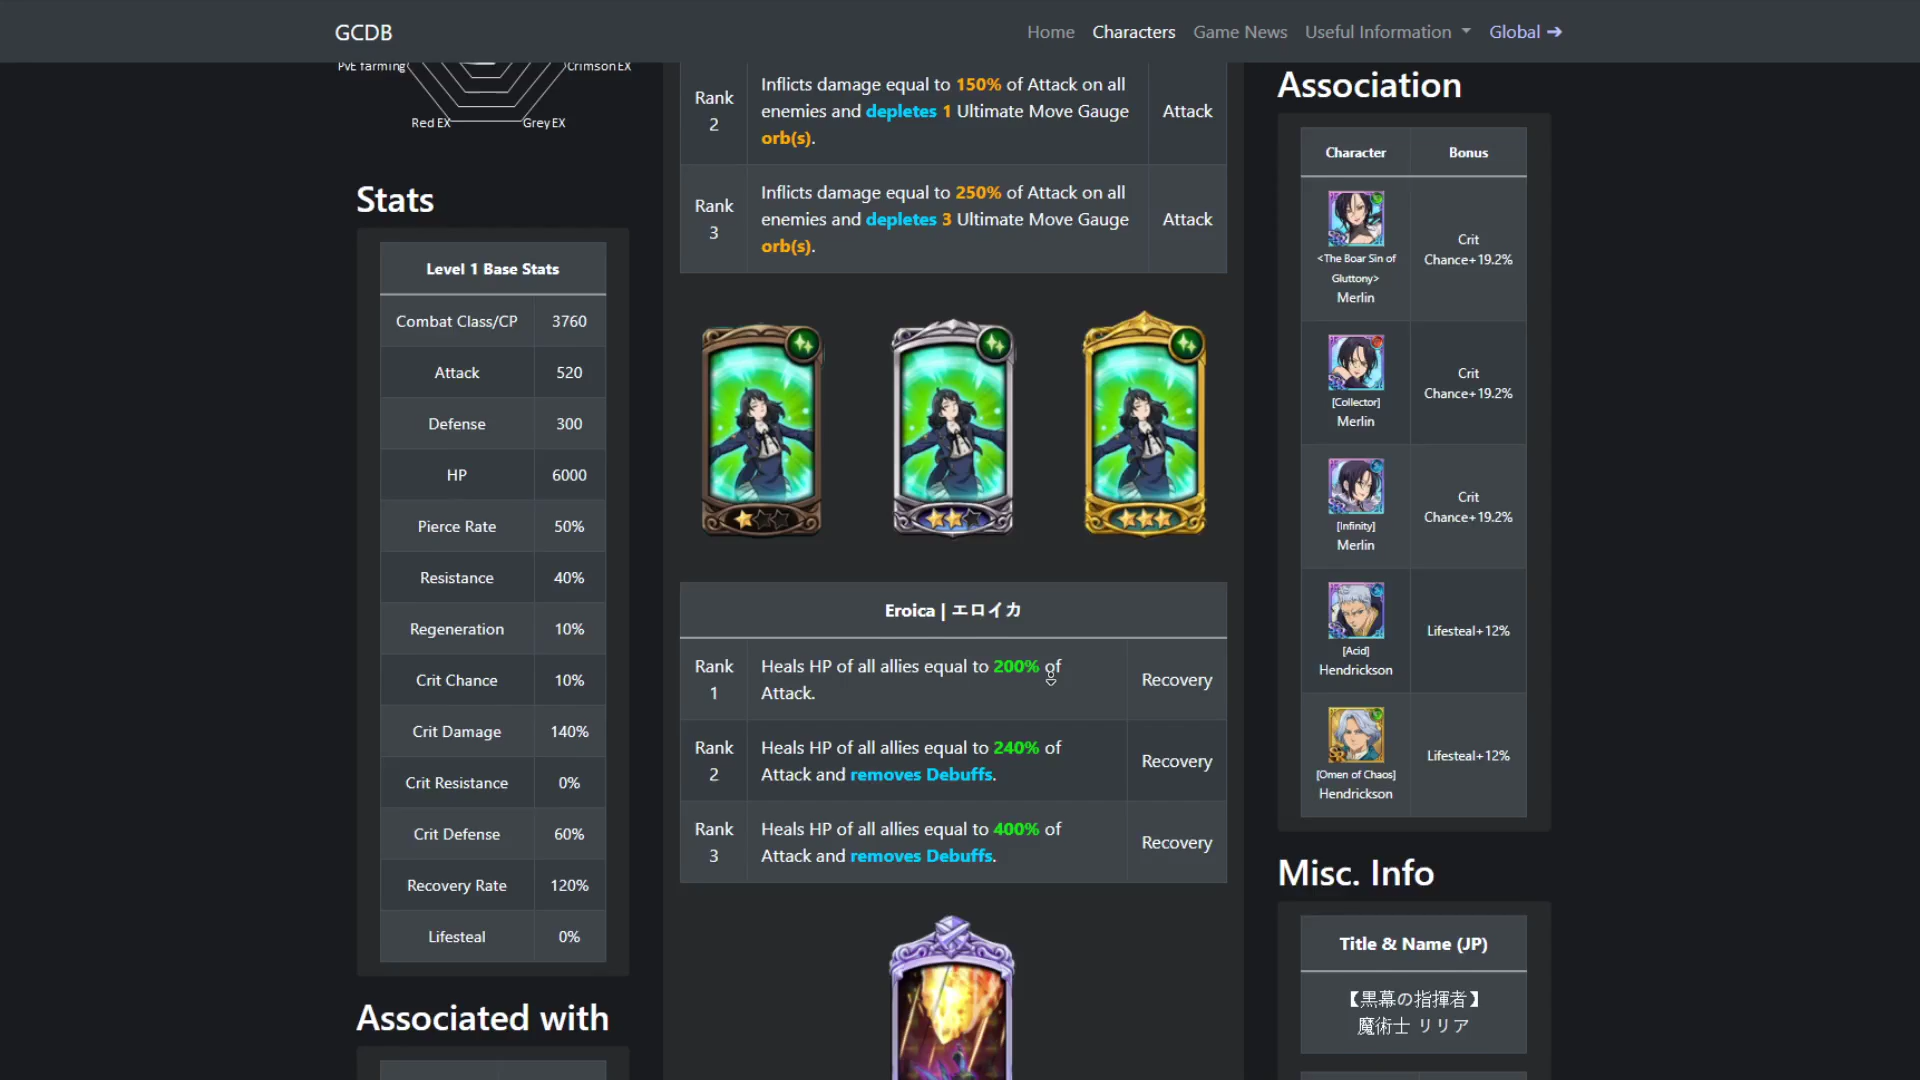 GCDB
Home
Characters
Game News
Useful Information
Global ➔
PvE farming
Crimson EX
Red EX
Grey EX
Stats
Level 1 Base Stats
Combat Class/CP 3760
Attack 520
Defense 300
HP 6000
Pierce Rate 50%
Resistance 40%
Regeneration 10%
Crit Chance 10%
Crit Damage 140%
Crit Resistance 0%
Crit Defense 60%
Recovery Rate 120%
Lifesteal 0%
Associated with
Rank
2
Inflicts damage equal to 150% of Attack on all
enemies and depletes 1 Ultimate Move Gauge
orb(s).
Attack
Rank
3
Inflicts damage equal to 250% of Attack on all
enemies and depletes 3 Ultimate Move Gauge
orb(s).
Attack
Eroica | エロイカ
Rank
1
Heals HP of all allies equal to 200% of
Attack.
Recovery
Rank
2
Heals HP of all allies equal to 240% of
Attack and removes Debuffs.
Recovery
Rank
3
Heals HP of all allies equal to 400% of
Attack and removes Debuffs.
Recovery
Association
Character Bonus
SSR
<The Boar Sin of
Gluttony>
Merlin
Crit
Chance+19.2%
SR
[Collector]
Merlin
Crit
Chance+19.2%
SSR
[Infinity]
Merlin
Crit
Chance+19.2%
SSR
[Acid]
Hendrickson
Lifesteal+12%
SR
[Omen of Chaos]
Hendrickson
Lifesteal+12%
Misc. Info
Title & Name (JP)
【黒幕の指揮者】
魔術士 リリア